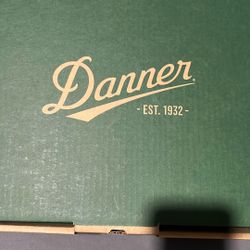 Danner
- EST. 1932 -